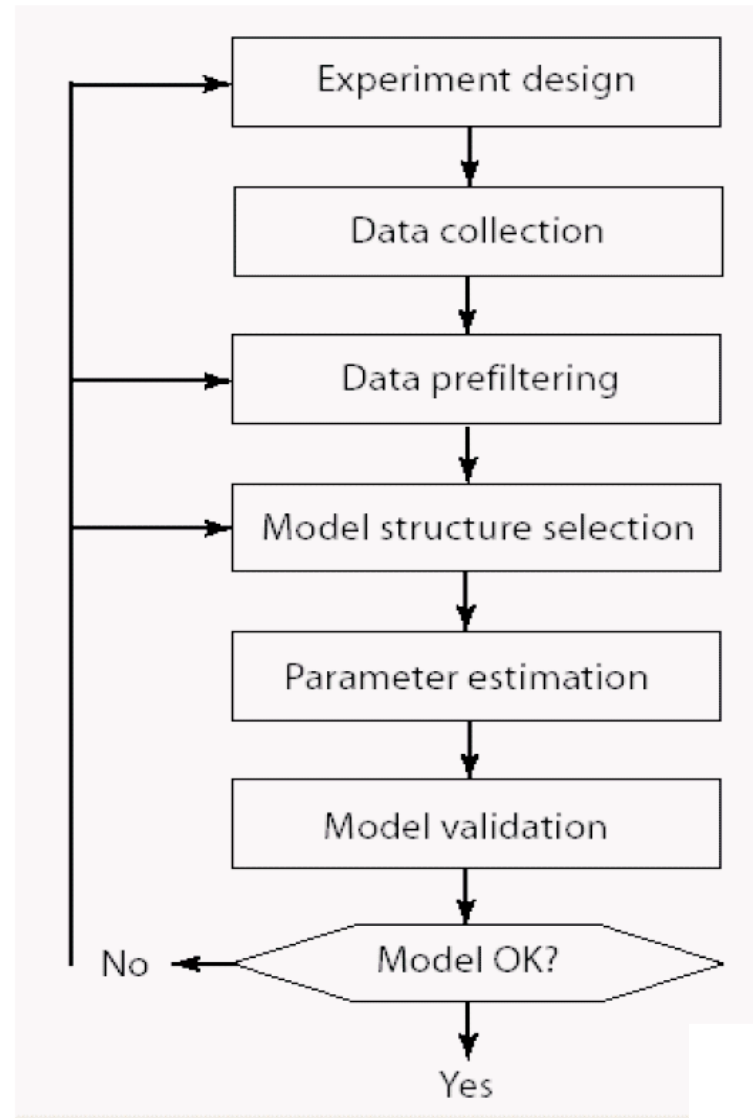 Experiment design
Data collection
Data prefiltering
Model structure selection
Parameter estimation
Model validation
Model OK?
No
Yes